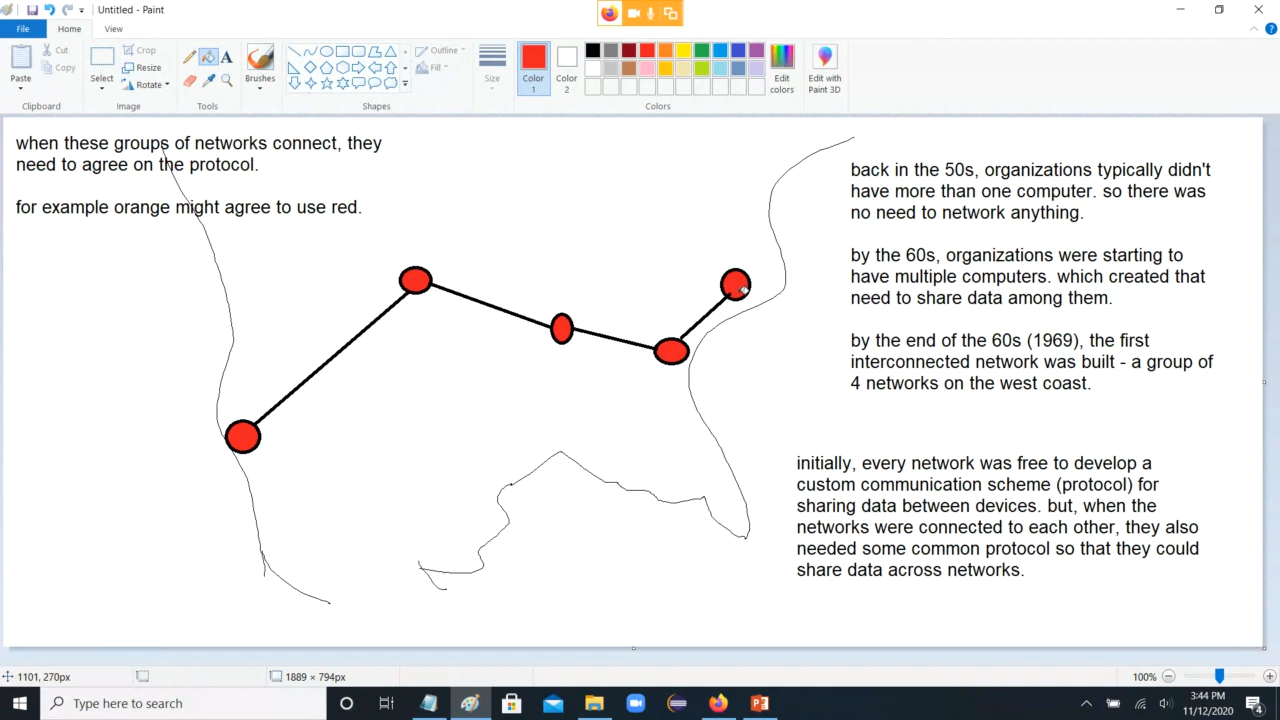 Untitled - Paint
File
Home
View
Paste
Cut
Copy
Clipboard
Select
Crop
Resize
Rotate
Image
A
Tools
Brushes
Shapes
Outline
Fill
Size
Color
1
Color
2
Colors
Edit
colors
Edit with
Paint 3D
when these groups of networks connect, they
need to agree on the protocol.
for example orange might agree to use red.
back in the 50s, organizations typically didn't
have more than one computer. so there was
no need to network anything.
by the 60s, organizations were starting to
have multiple computers. which created that
need to share data among them.
by the end of the 60s (1969), the first
interconnected network was built - a group of
4 networks on the west coast.
initially, every network was free to develop a
custom communication scheme (protocol) for
sharing data between devices. but, when the
networks were connected to each other, they also
needed some common protocol so that they could
share data across networks.
1101, 270px
1889 × 794px
100%
Type here to search
3:44 PM
11/12/2020
4